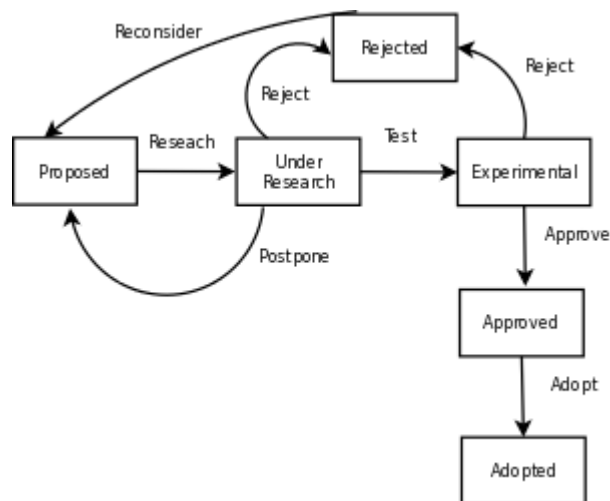 Reconsider
Rejected
Reject
Reject
Reseach
Test
Proposed
Under
Research
Experimental
Postpone
Approve
Approved
Adopt
Adopted